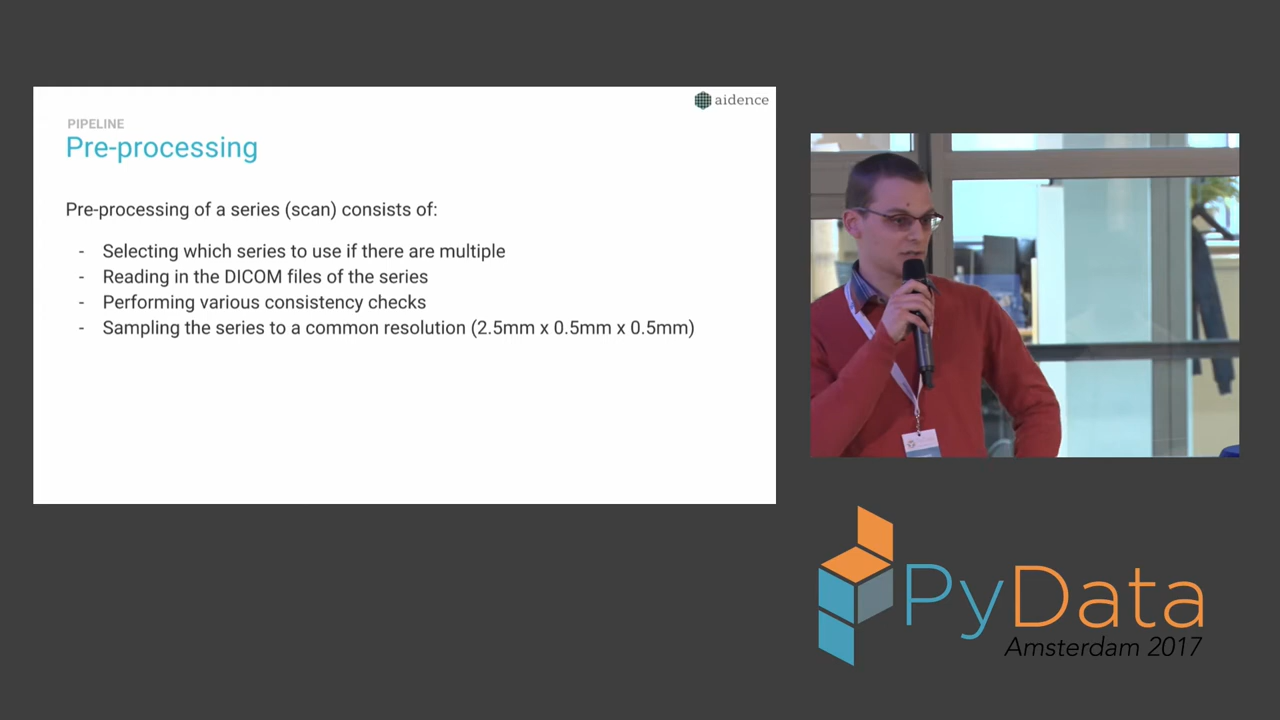 aidence
PIPELINE
Pre-processing
Pre-processing of a series (scan) consists of:
- Selecting which series to use if there are multiple
- Reading in the DICOM files of the series
- Performing various consistency checks
- Sampling the series to a common resolution (2.5mm x 0.5mm x 0.5mm)
PyData
Amsterdam 2017